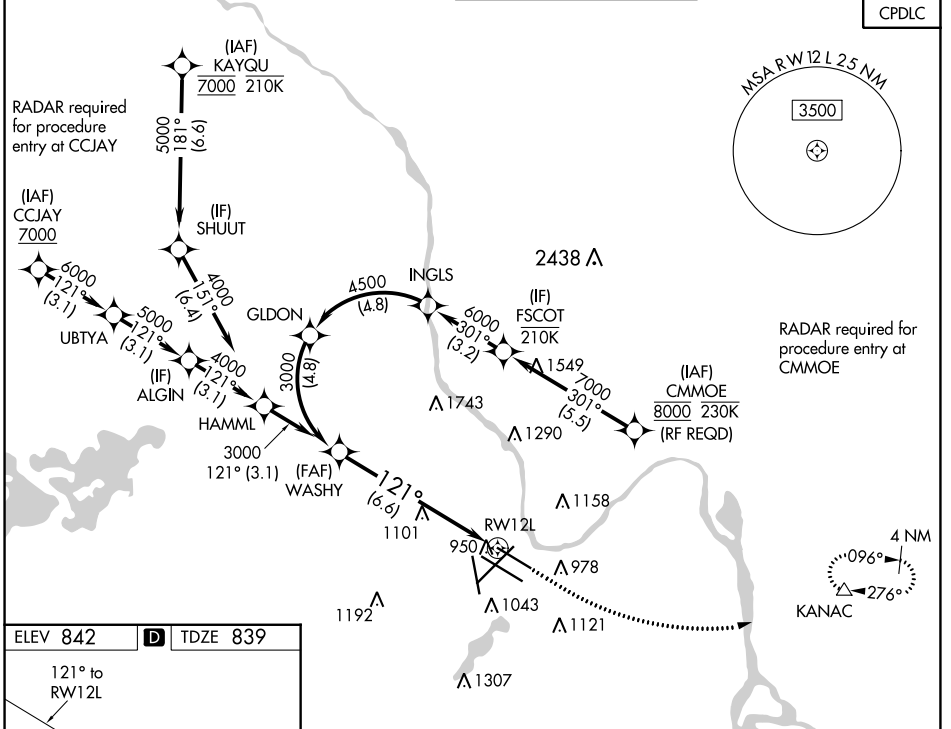 CPDLC
(IAF)
KAYQU
7000 210K
RADAR required
for procedure
entry at CCJAY
5000
181°
(6.6)
MSA RW 12 L 25 NM
3500
(IAF)
CCJAY
7000
(IF)
SHUUT
6000
121°
(3.1)
UBTYA
5000
121°
(3.1)
4000
151°
(6.4)
(IF)
ALGIN
4000
121°
(3.1)
HAMML
3000
121° (3.1)
GLDON
4500
(4.8)
3000
(4.8)
INGLS
6000
301°
(3.2)
2438
(IF)
FSCOT
210K
1549
7000
301°
(5.5)
RADAR required for
procedure entry at
CMMOE
(IAF)
CMMOE
8000 230K
(RF REQD)
1743
1290
(FAF)
WASHY
121°
(6.6)
1101
1158
RW12L
950
978
1043
1192
1121
1307
4 NM
096°
276°
KANAC
ELEV 842 D TDZE 839
121° to
RW12L